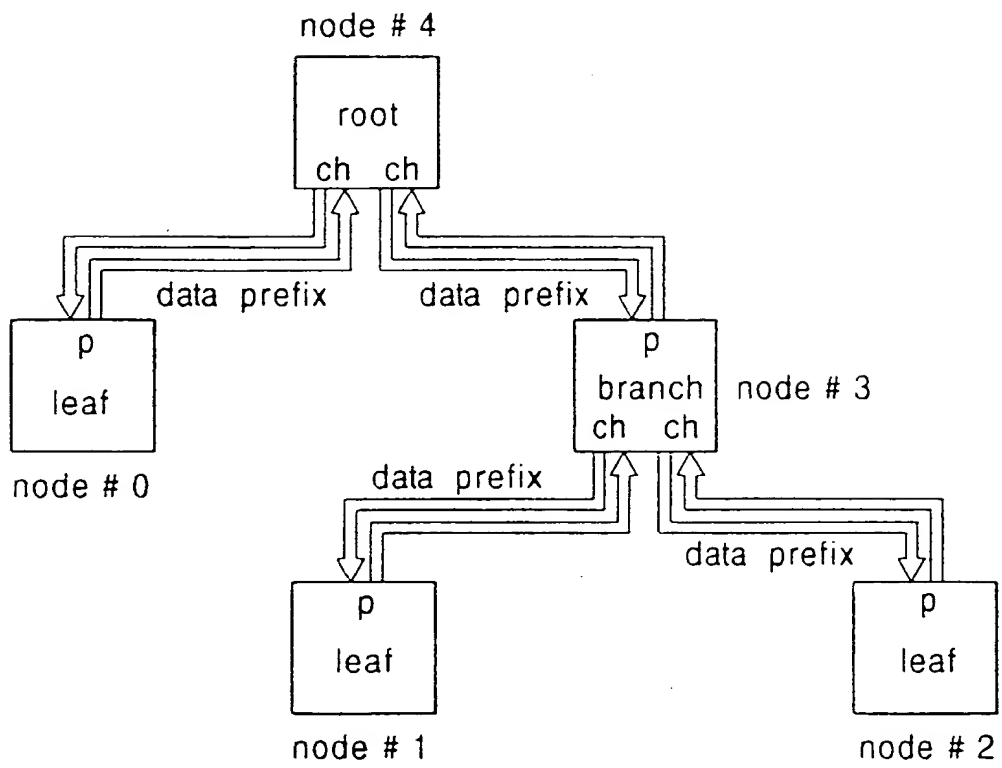 node # 4
root
ch ch
data prefix
data prefix
p
leaf
node # 0
p
branch
ch ch
node # 3
data prefix
data prefix
p
leaf
node # 1
p
leaf
node # 2